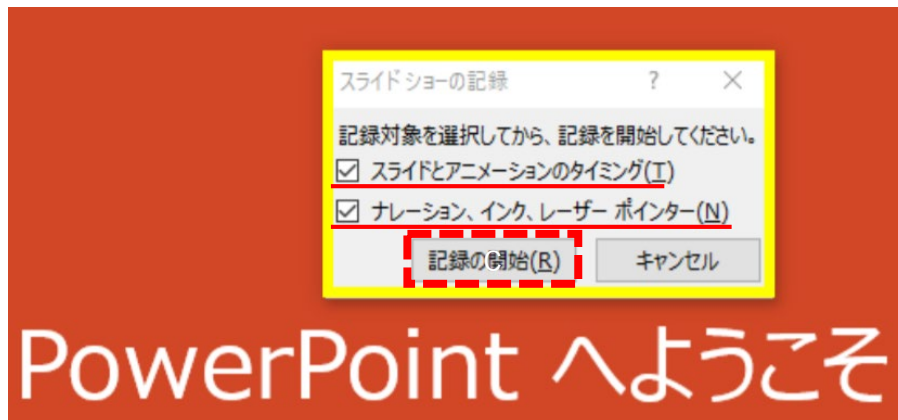 スライド ショーの記録 ? ×
記録対象を選択してから、記録を開始してください。
スライドとアニメーションのタイミング(T)
ナレーション、インク、レーザー ポインター(N)
記録の開始(R) キャンセル
PowerPoint へようこそ